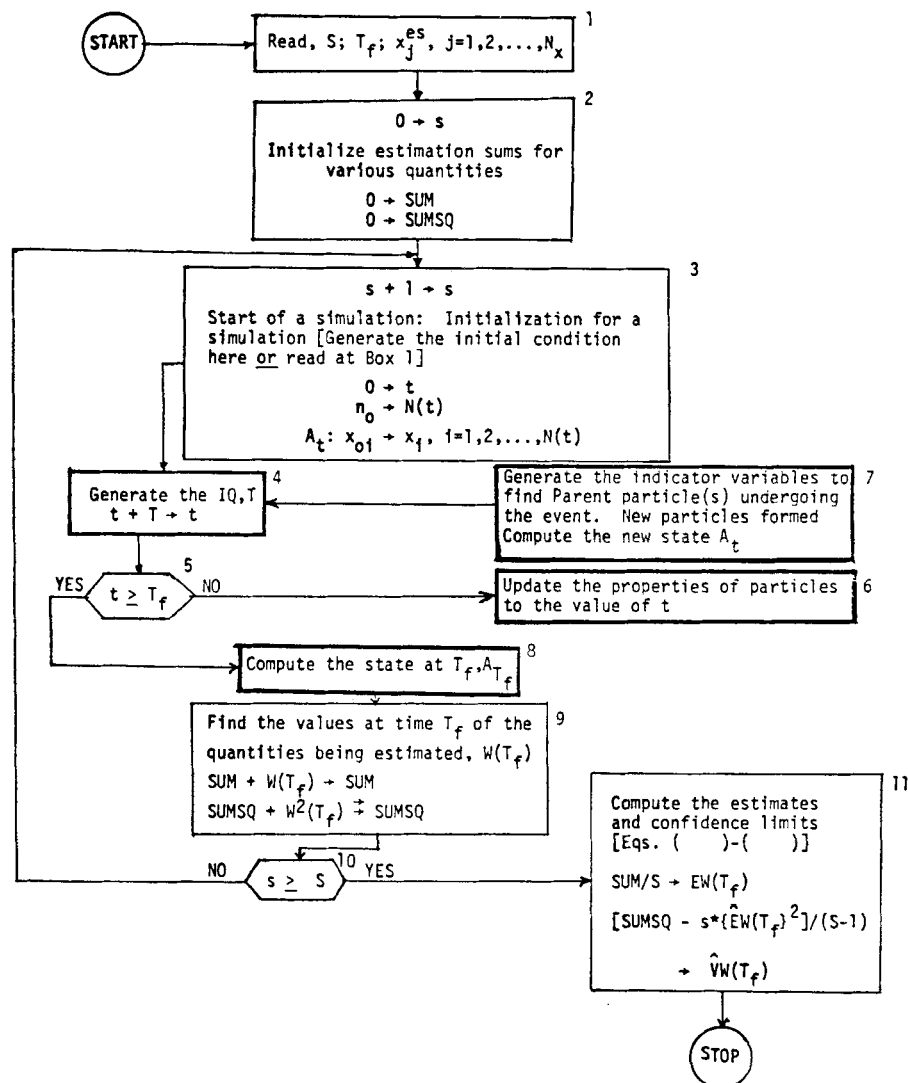 START
1
Read, S; T_f; x_j^es, j=1,2,...,N_x
2
0 → s
Initialize estimation sums for
various quantities
0 → SUM
0 → SUMSQ
3
s + 1 → s
Start of a simulation: Initialization for a
simulation [Generate the initial condition
here or read at Box 1]
0 → t
n_o → N(t)
A_t: x_oi → x_i, i=1,2,...,N(t)
4
Generate the IQ,T
t + T → t
7
Generate the indicator variables to
find Parent particle(s) undergoing
the event. New particles formed
Compute the new state A_t
5
YES
t ≥ T_f
NO
6
Update the properties of particles
to the value of t
8
Compute the state at T_f,A_T_f
9
Find the values at time T_f of the
quantities being estimated, W(T_f)
SUM + W(T_f) → SUM
SUMSQ + W^2(T_f) → SUMSQ
10
NO
s ≥ S
YES
11
Compute the estimates
and confidence limits
[Eqs. ( )-( )]
SUM/S → EW(T_f)
[SUMSQ - s*{ÊW(T_f}^2]/(S-1)
→ V̂W(T_f)
STOP